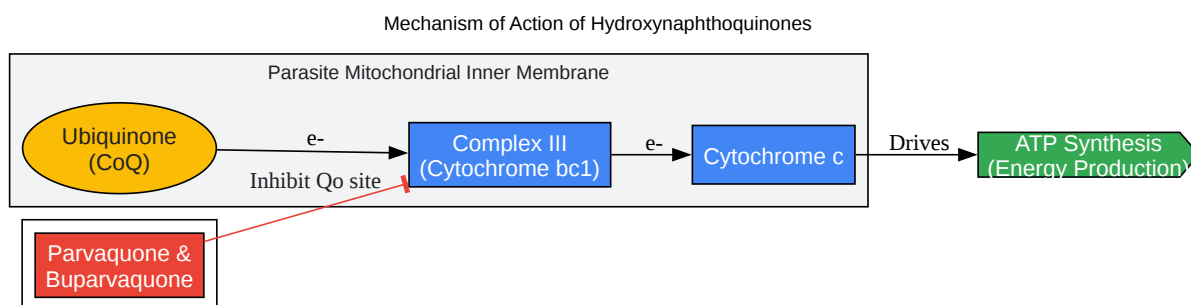 Mechanism of Action of Hydroxynaphthoquinones
Parasite Mitochondrial Inner Membrane
Ubiquinone
(CoQ)
e-
Complex III
(Cytochrome bc1)
e-
Cytochrome c
Drives
ATP Synthesis
(Energy Production)
Inhibit Qo site
Parvaquone &
Buparvaquone